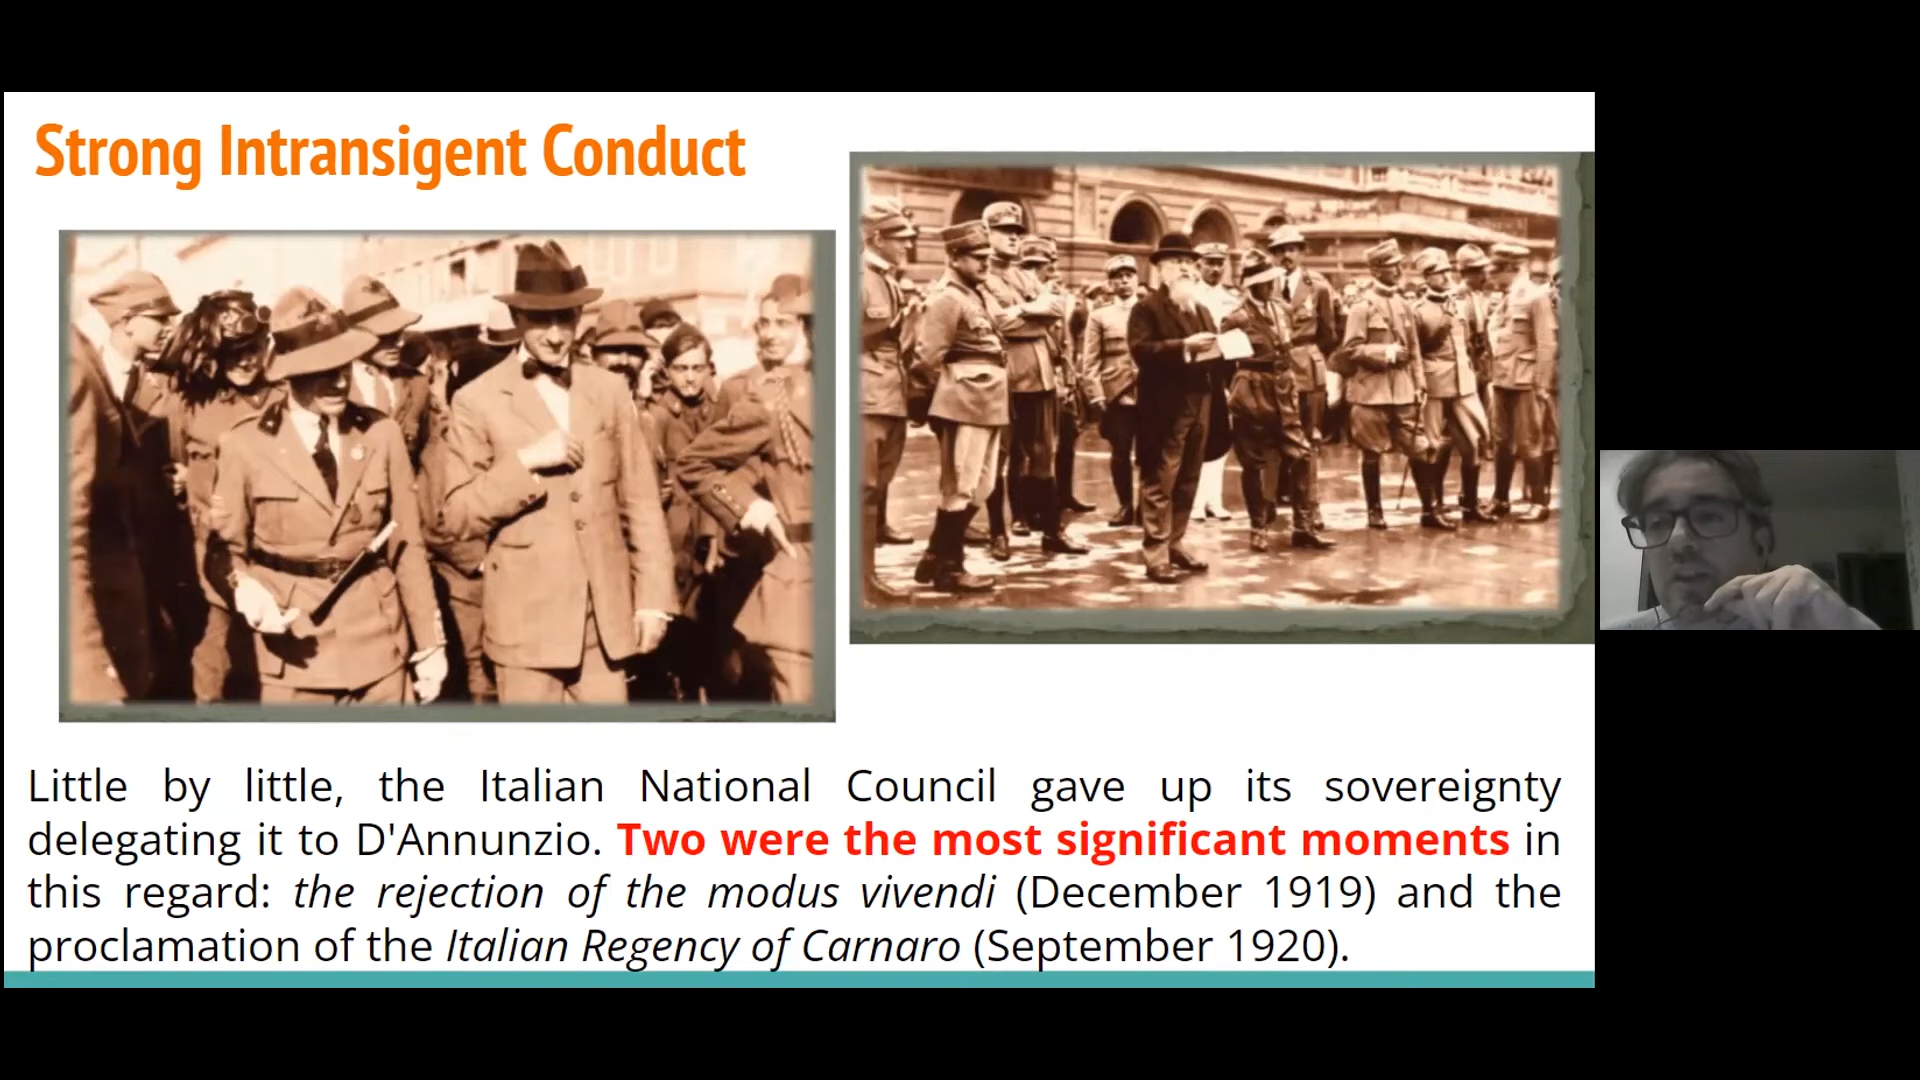 Strong Intransigent Conduct
Little by little, the Italian National Council gave up its sovereignty
delegating it to D'Annunzio. Two were the most significant moments in
this regard: the rejection of the modus vivendi (December 1919) and the
proclamation of the Italian Regency of Carnaro (September 1920).